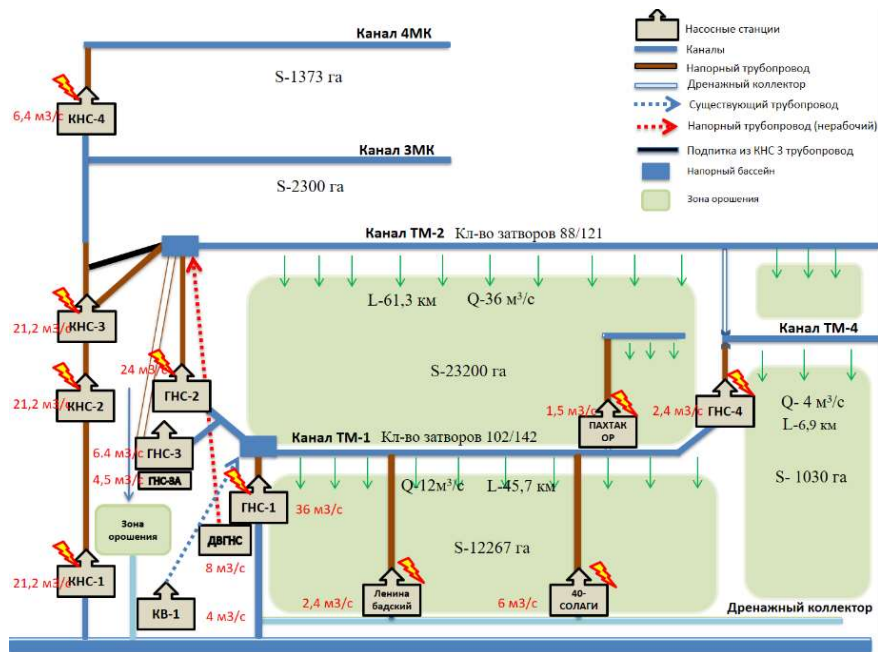 Канал 4МК
S-1373 га
КНС-4
6,4 м3/с
Канал 3МК
S-2300 га
Насосные станции
Каналы
Напорный трубопровод
Дренажный коллектор
Существующий трубопровод
Напорный трубопровод (нерабочий)
Подпитка из КНС 3 трубопровод
Напорный бассейн
Зона орошения
Канал ТМ-2 Кл-во затворов 88/121
L-61,3 км Q-36 м³/с
S-23200 га
КНС-3
21,2 м3/с
КНС-2
21,2 м3/с
24 м3/с
ГНС-2
6.4 м3/с
ГНС-3
4,5 м3/с
ГНС-3А
Канал ТМ-1 Кл-во затворов 102/142
1,5 м3/с
ПАХТАК
ОР
2,4 м3/с
ГНС-4
Канал ТМ-4
Q- 4 м³/с
L-6,9 км
S- 1030 га
Q-12м³/с L-45,7 км
S-12267 га
ГНС-1
36 м3/с
Зона
орошения
ДВГНС
8 м3/с
КНС-1
21,2 м3/с
КВ-1
4 м3/с
2,4 м3/с
Ленина
бадский
6 м3/с
40-
СОЛАГИ
Дренажный коллектор